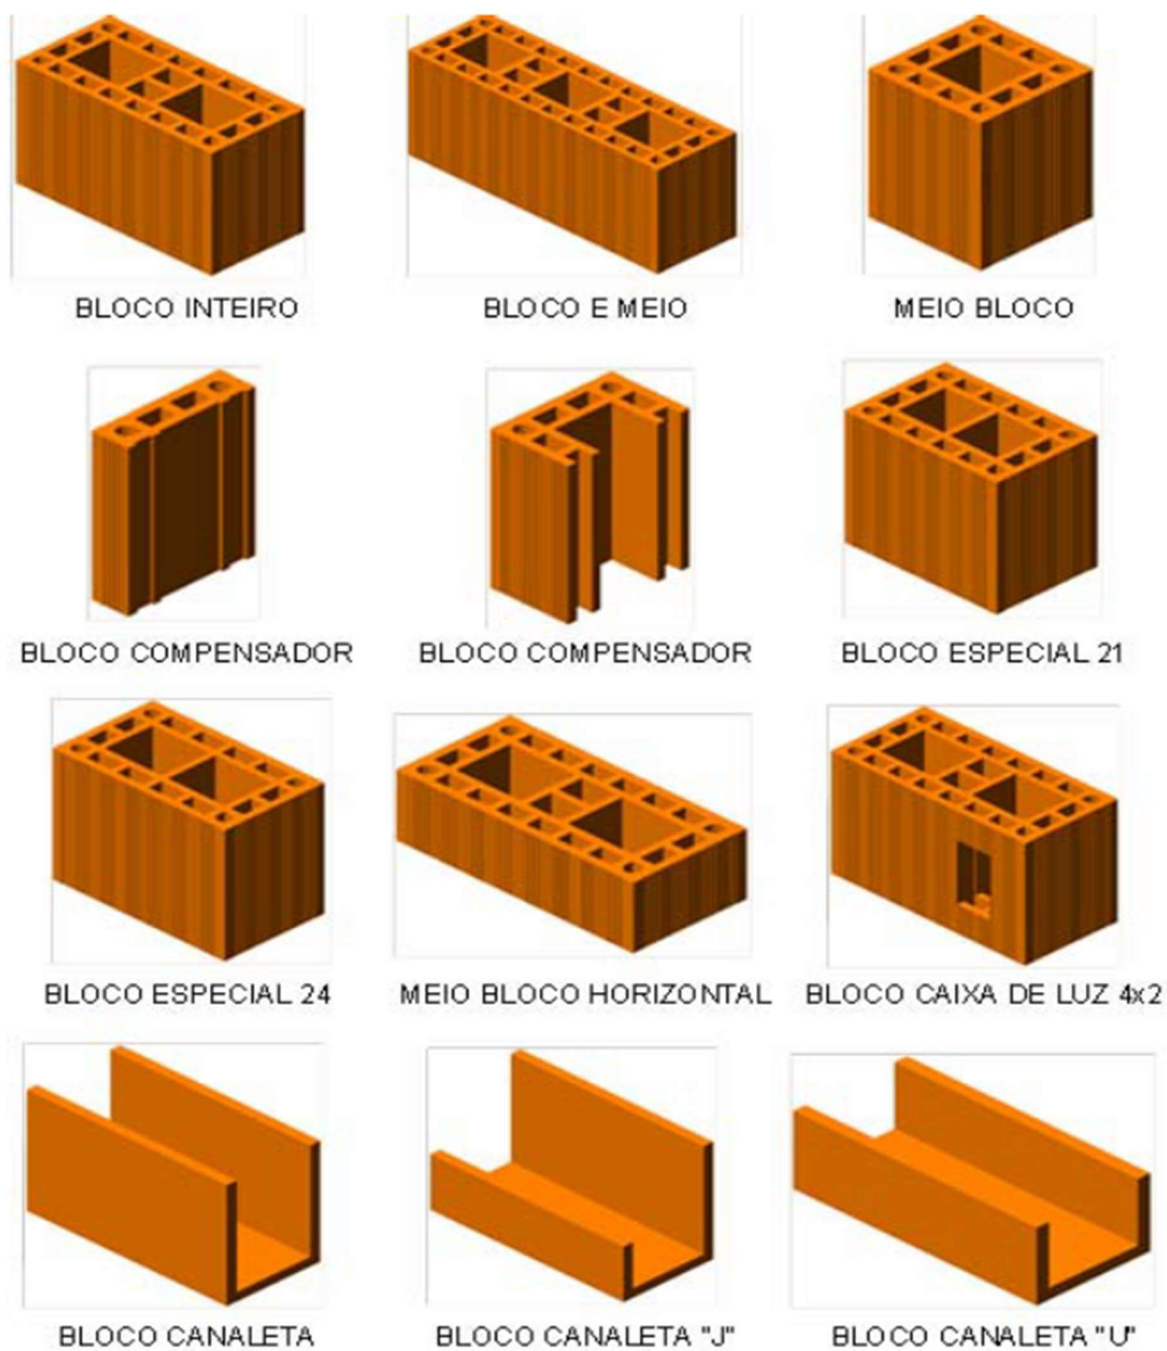 BLOCO INTEIRO
BLOCO E MEIO
MEIO BLOCO
BLOCO COMPENSADOR
BLOCO COMPENSADOR
BLOCO ESPECIAL 21
BLOCO ESPECIAL 24
MEIO BLOCO HORIZONTAL
BLOCO CAIXA DE LUZ 4x2
BLOCO CANALETA
BLOCO CANALETA "J"
BLOCO CANALETA "U"